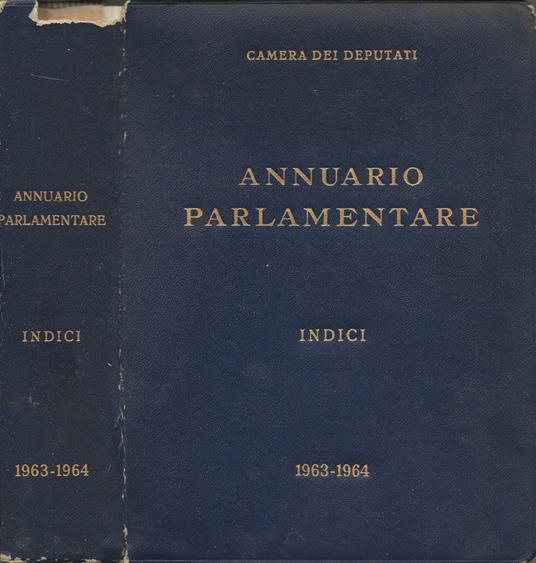 ANNUARIO
PARLAMENTARE
INDICI
1963-1964
CAMERA DEI DEPUTATI
ANNUARIO
PARLAMENTARE
INDICI
1963-1964